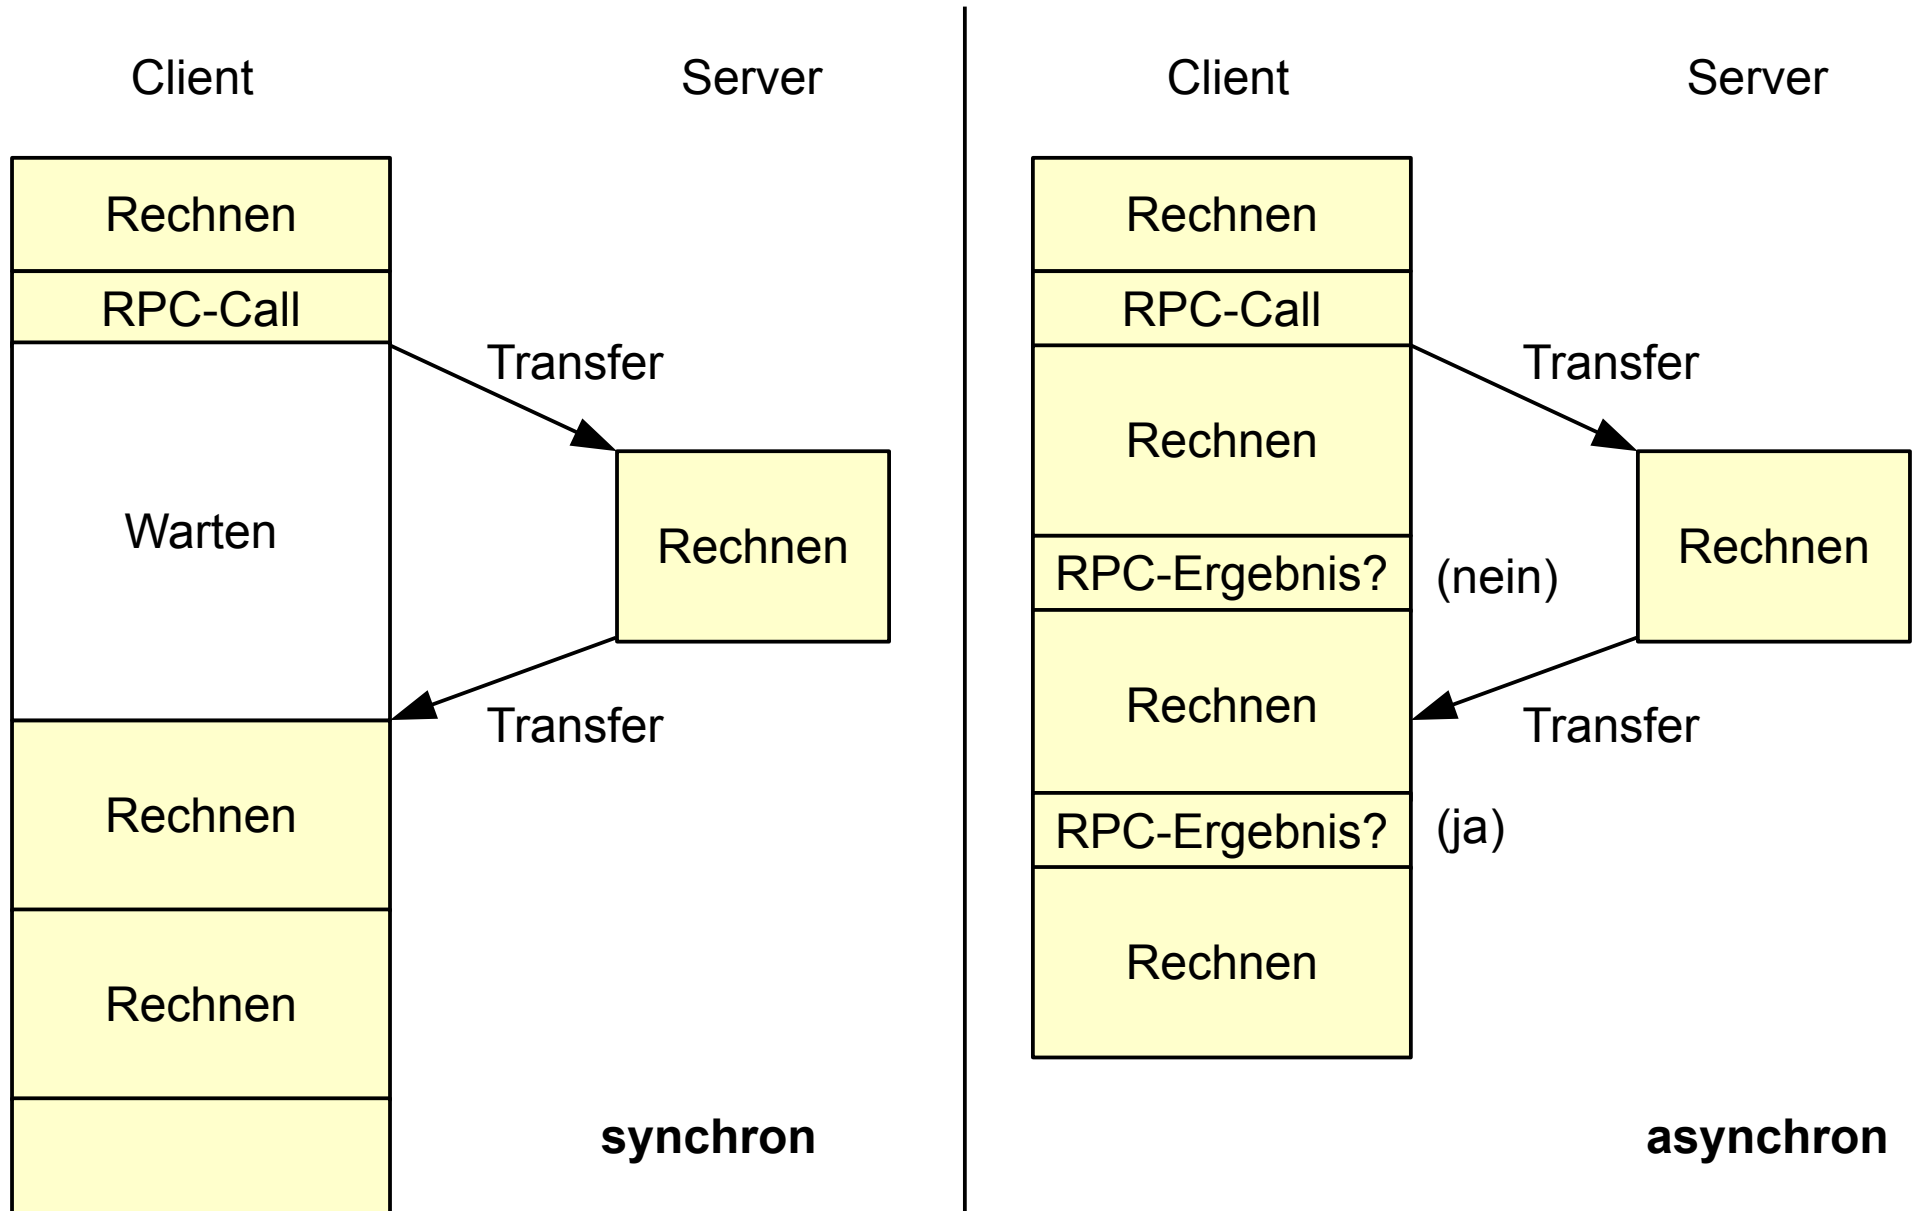 Client
Server
Rechnen
RPC-Call
Transfer
Warten
Rechnen
Transfer
Rechnen
Rechnen
synchron
Client
Server
Rechnen
RPC-Call
Transfer
Rechnen
Rechnen
RPC-Ergebnis?
(nein)
Rechnen
Transfer
RPC-Ergebnis?
(ja)
Rechnen
asynchron